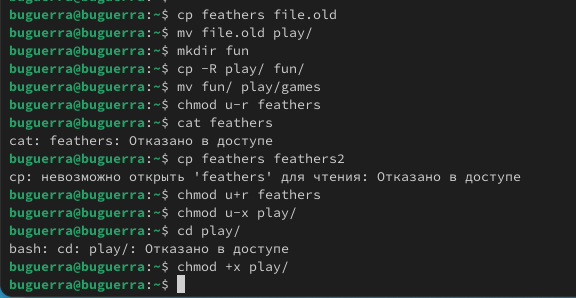 buguerra@buguerra:~$ cp feathers file.old
buguerra@buguerra:~$ mv file.old play/
buguerra@buguerra:~$ mkdir fun
buguerra@buguerra:~$ cp -R play/ fun/
buguerra@buguerra:~$ mv fun/ play/games
buguerra@buguerra:~$ chmod u-r feathers
buguerra@buguerra:~$ cat feathers
cat: feathers: Отказано в доступе
buguerra@buguerra:~$ cp feathers feathers2
cp: невозможно открыть 'feathers' для чтения: Отказано в доступе
buguerra@buguerra:~$ chmod u+r feathers
buguerra@buguerra:~$ chmod u-x play/
buguerra@buguerra:~$ cd play/
bash: cd: play/: Отказано в доступе
buguerra@buguerra:~$ chmod +x play/
buguerra@buguerra:~$